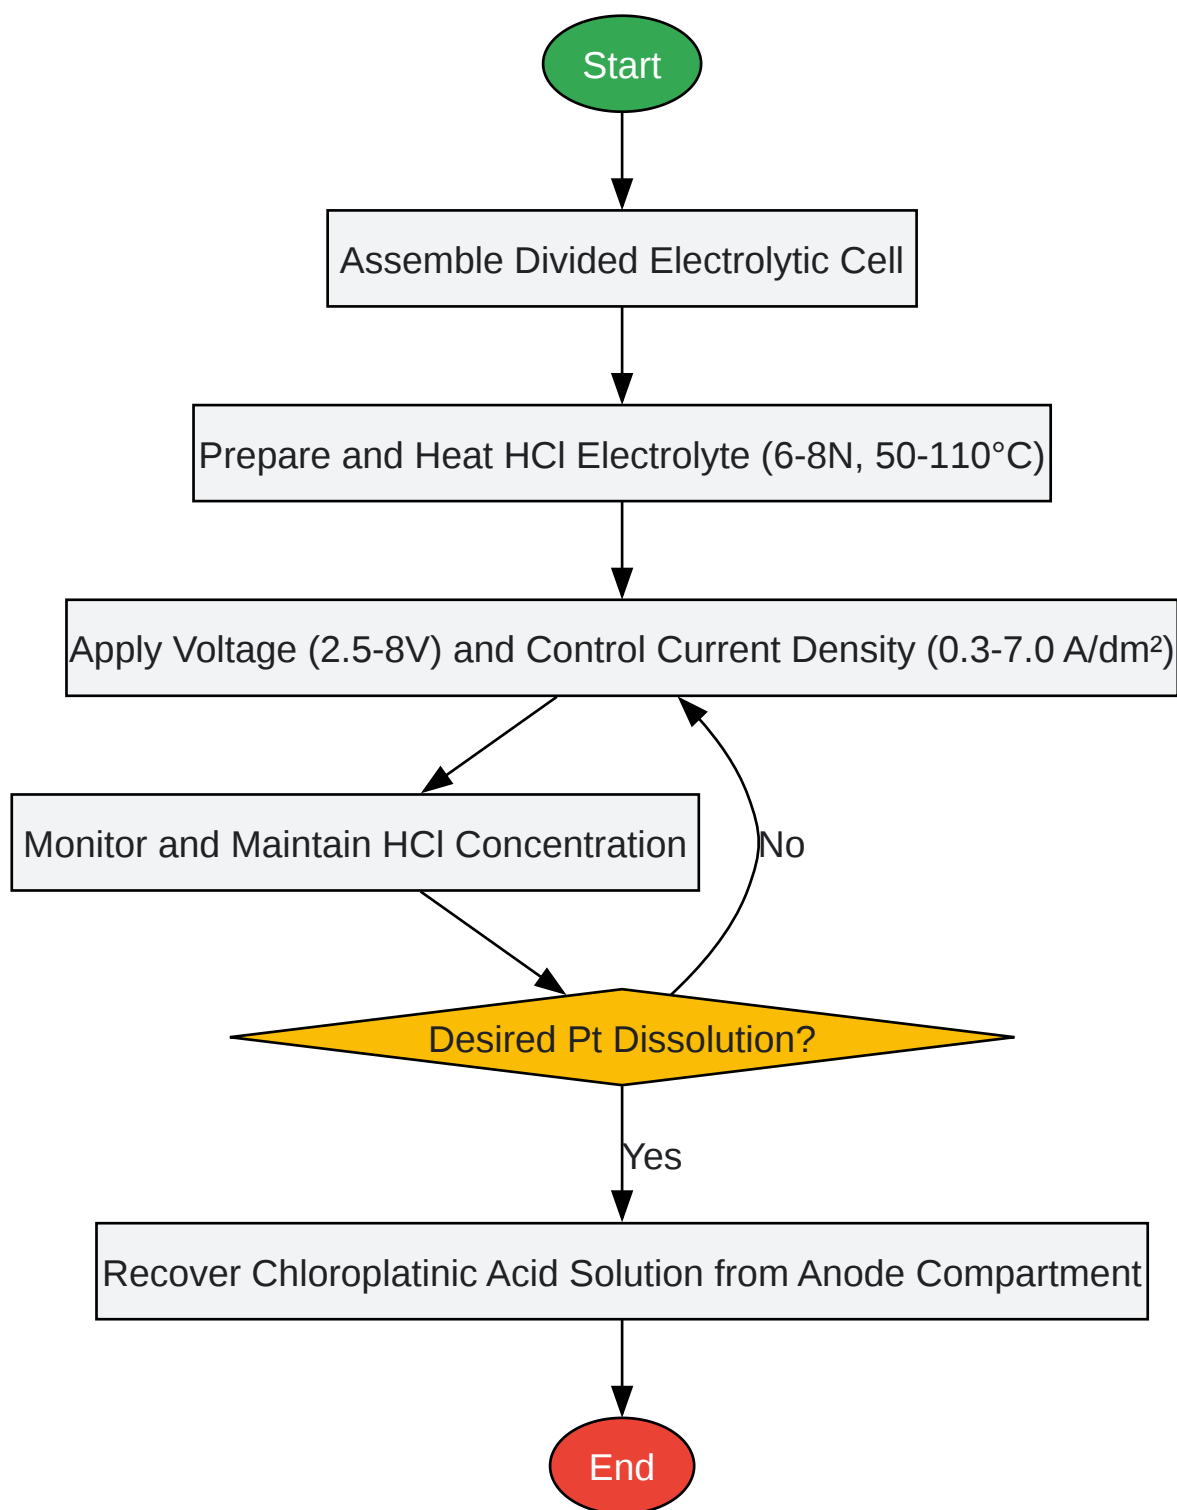 Start
Assemble Divided Electrolytic Cell
Prepare and Heat HCl Electrolyte (6-8N, 50-110°C)
Apply Voltage (2.5-8V) and Control Current Density (0.3-7.0 A/dm²)
Monitor and Maintain HCl Concentration
No
Desired Pt Dissolution?
Yes
Recover Chloroplatinic Acid Solution from Anode Compartment
End